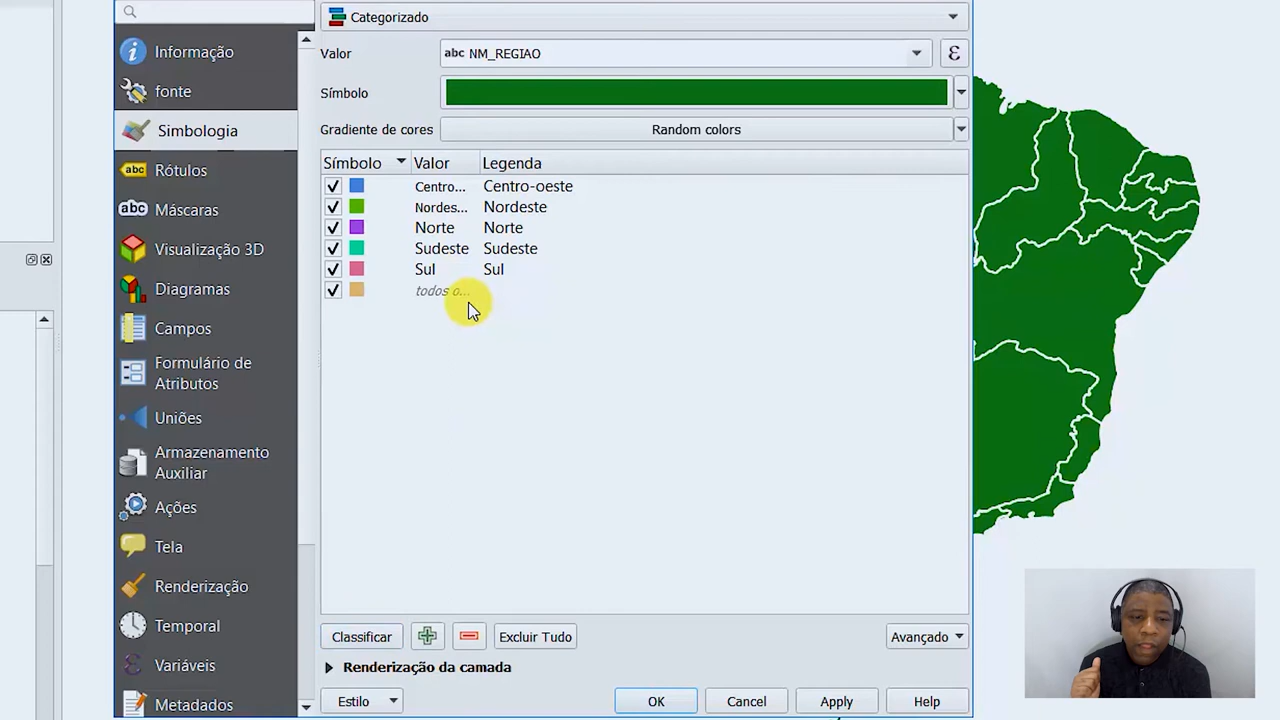 Categorizado
Informação
fonte
Simbologia
abc Rótulos
abc Máscaras
Visualização 3D
Diagramas
Campos
Formulário de
Atributos
Uniões
Armazenamento
Auxiliar
Ações
Tela
Renderização
Temporal
Variáveis
Metadados
Valor abc NM_REGIAO ε
Símbolo
Gradiente de cores Random colors
Símbolo Valor Legenda
Centro... Centro-oeste
Nordes... Nordeste
Norte Norte
Sudeste Sudeste
Sul Sul
todos o...
Classificar Excluir Tudo Avançado
Renderização da camada
Estilo OK Cancel Apply Help